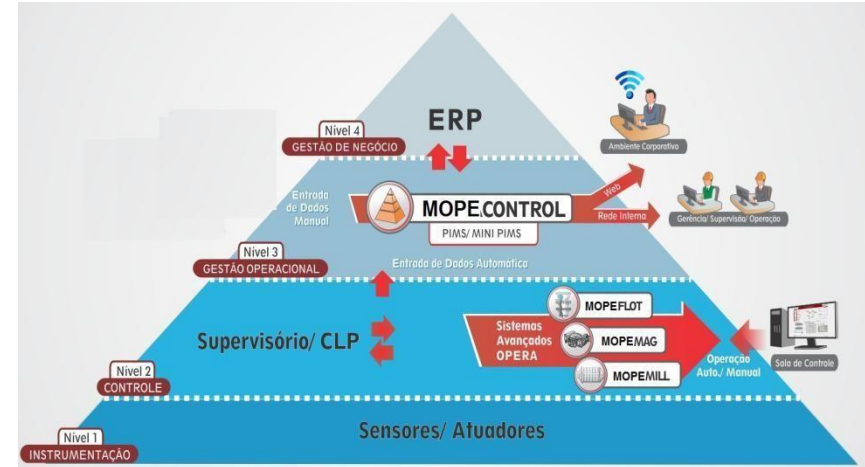 ERP
Nível 4
GESTÃO DE NEGÓCIO
Ambiente Corporativo
Entrada
de Dados
Manual
MOPE.CONTROL
PIMS/ MINI PIMS
Web
Rede Interna
Gerência/ Supervisão/ Operação
Nível 3
GESTÃO OPERACIONAL
Entrada de Dados Automática
Supervisório/ CLP
Sistemas
Avançados
OPERA
MOPEFLOT
MOPEMAG
MOPEMILL
Operação
Auto./ Manual
Sala de Controle
Nível 2
CONTROLE
Sensores/ Atuadores
Nível 1
INSTRUMENTAÇÃO